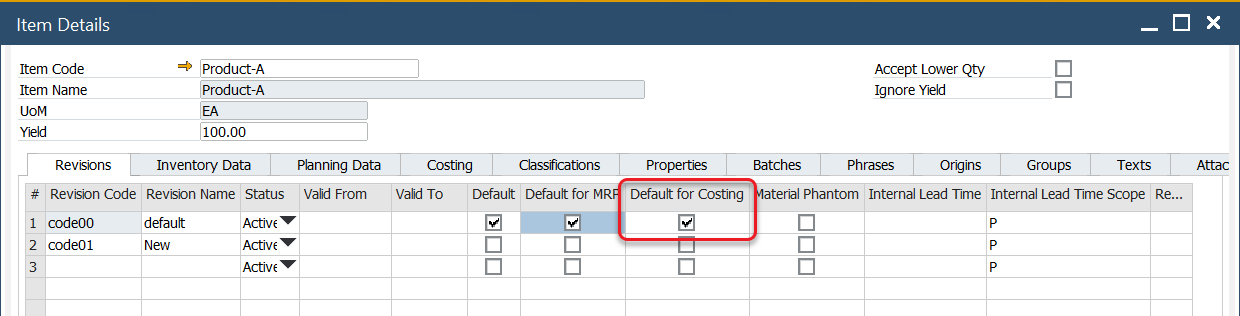 Item Details
Item Code Product-A Accept Lower Qty
Item Name Product-A Ignore Yield
UoM EA
Yield 100.00
Revisions Inventory Data Planning Data Costing Classifications Properties Batches Phrases Origins Groups Texts Attac
# Revision Code Revision Name Status Valid From Valid To Default Default for MRP Default for Costing Material Phantom Internal Lead Time Internal Lead Time Scope Re...
1 code00 default Active P
2 code01 New Active P
3 Active P